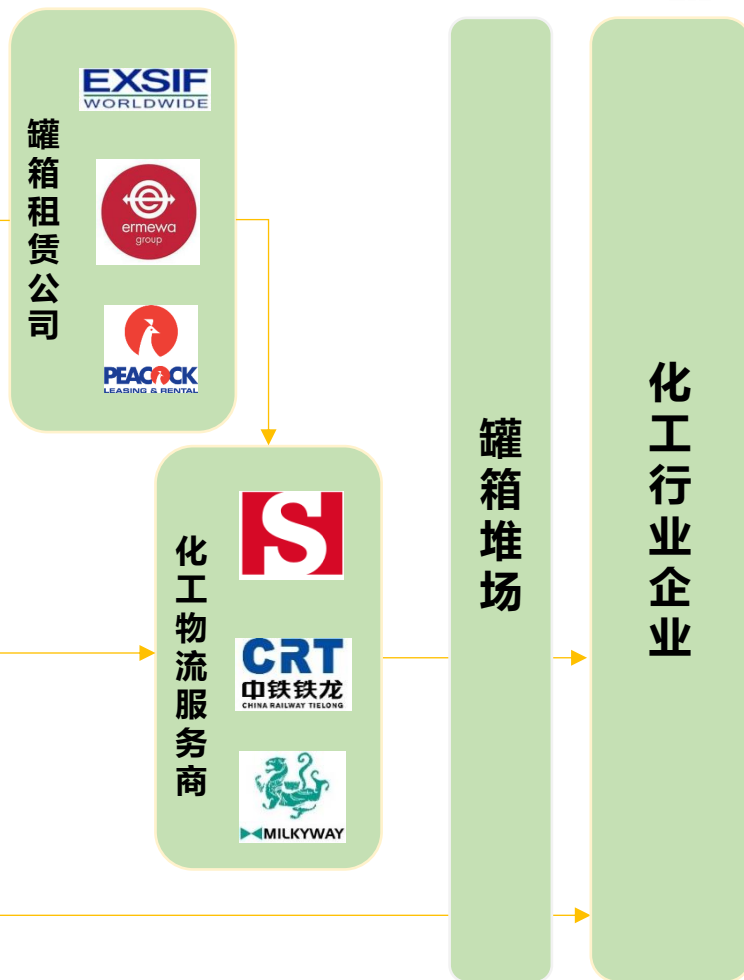 罐箱租赁公司
EXSIF
WORLDWIDE
ermewa
group
PEACOCK
LEASING & RENTAL
化工物流服务商
S
CRT
中铁铁龙
CHINA RAILWAY TIELONG
MILKYWAY
罐箱堆场
化工行业企业